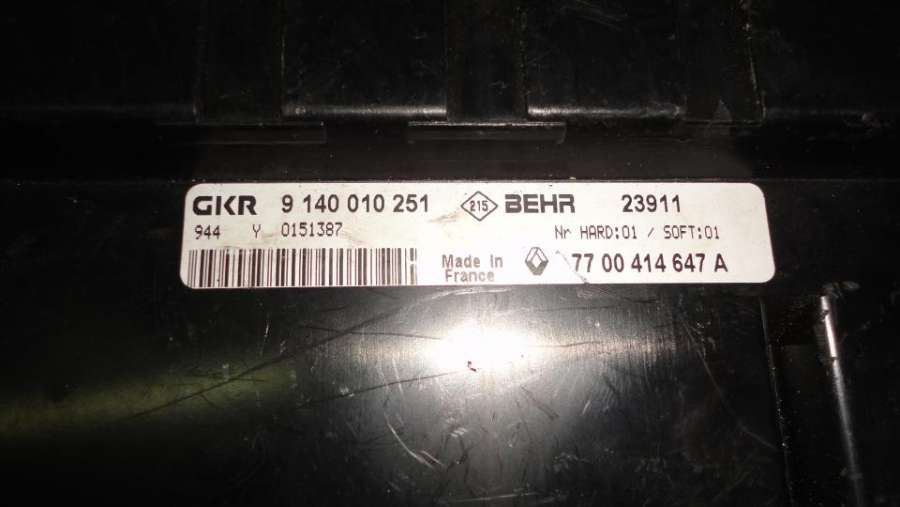 GKR 9 140 010 251 215 BEHR 23911
944 Y 0151387 Nr HARD:01 / SOFT:01
Made in France 77 00 414 647 A